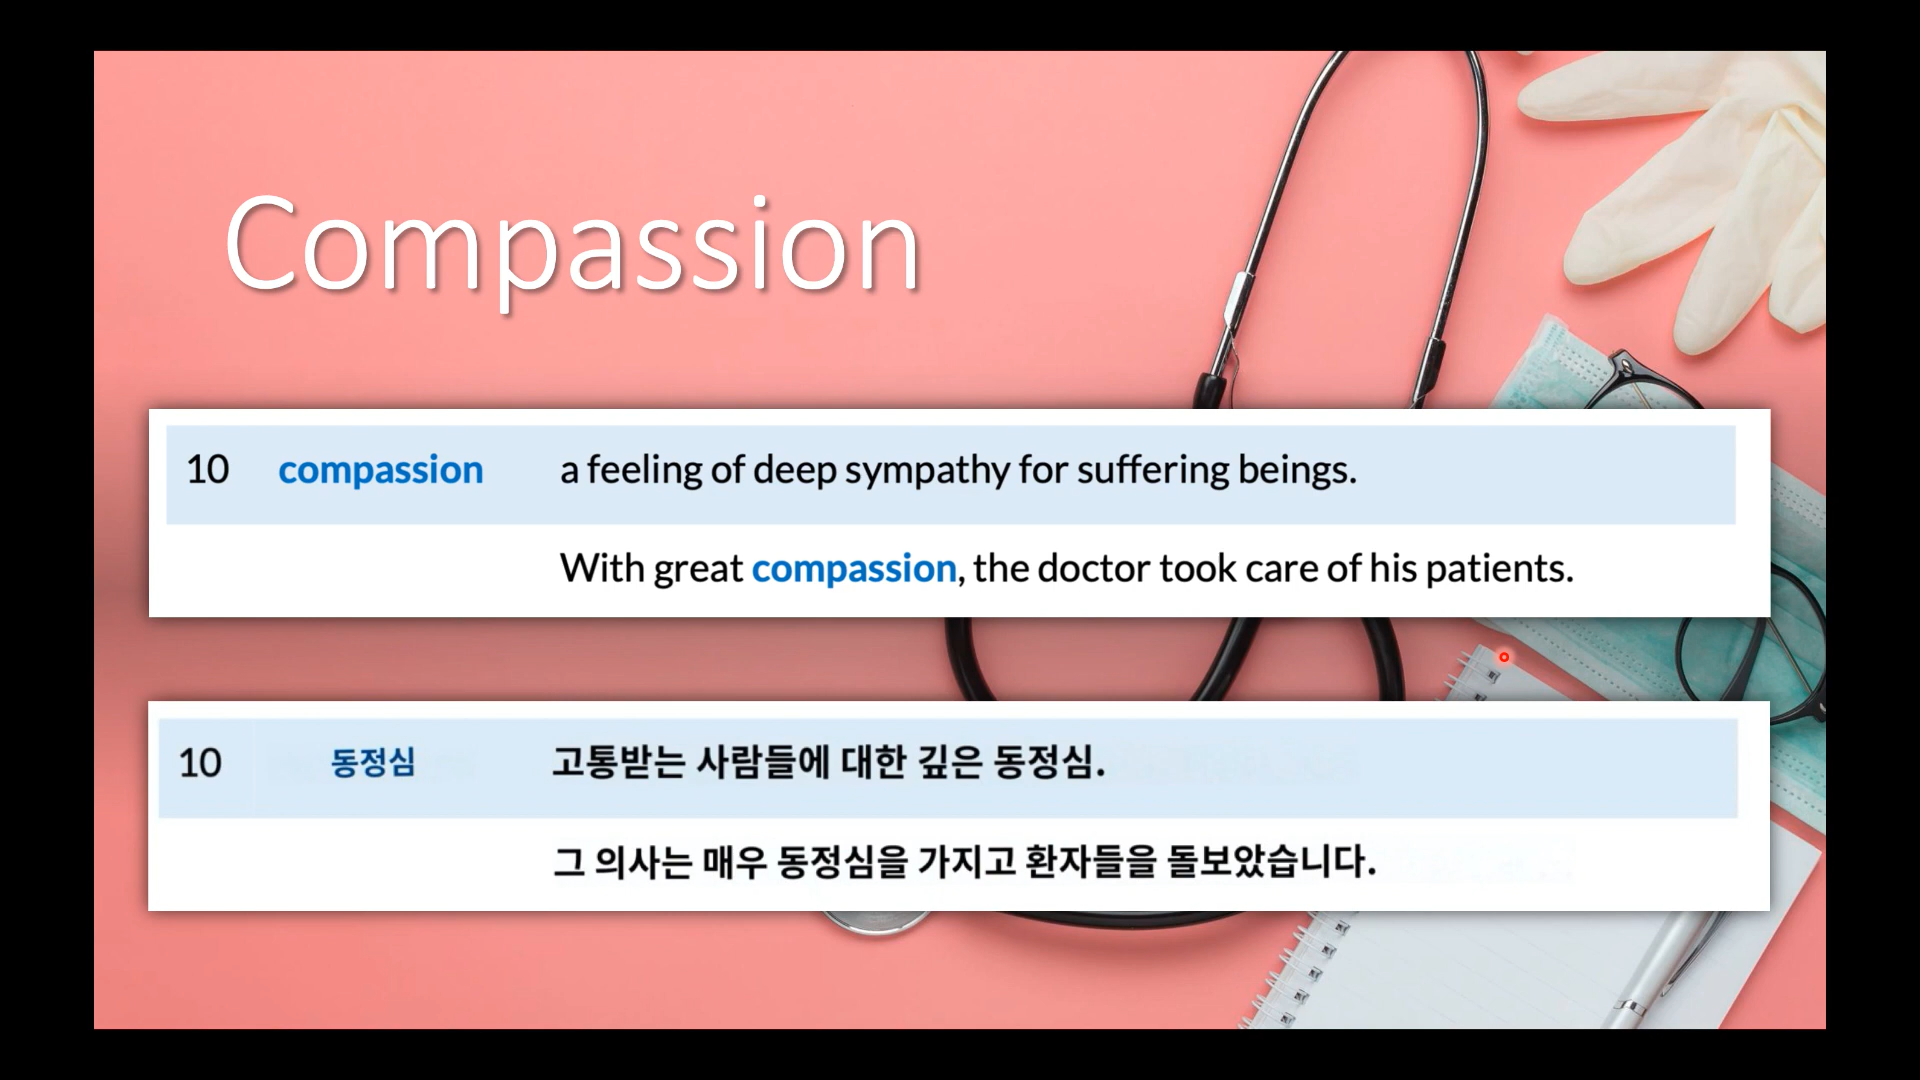 Compassion
10 compassion a feeling of deep sympathy for suffering beings.
With great compassion, the doctor took care of his patients.
10 동정심 고통받는 사람들에 대한 깊은 동정심.
그 의사는 매우 동정심을 가지고 환자들을 돌보았습니다.